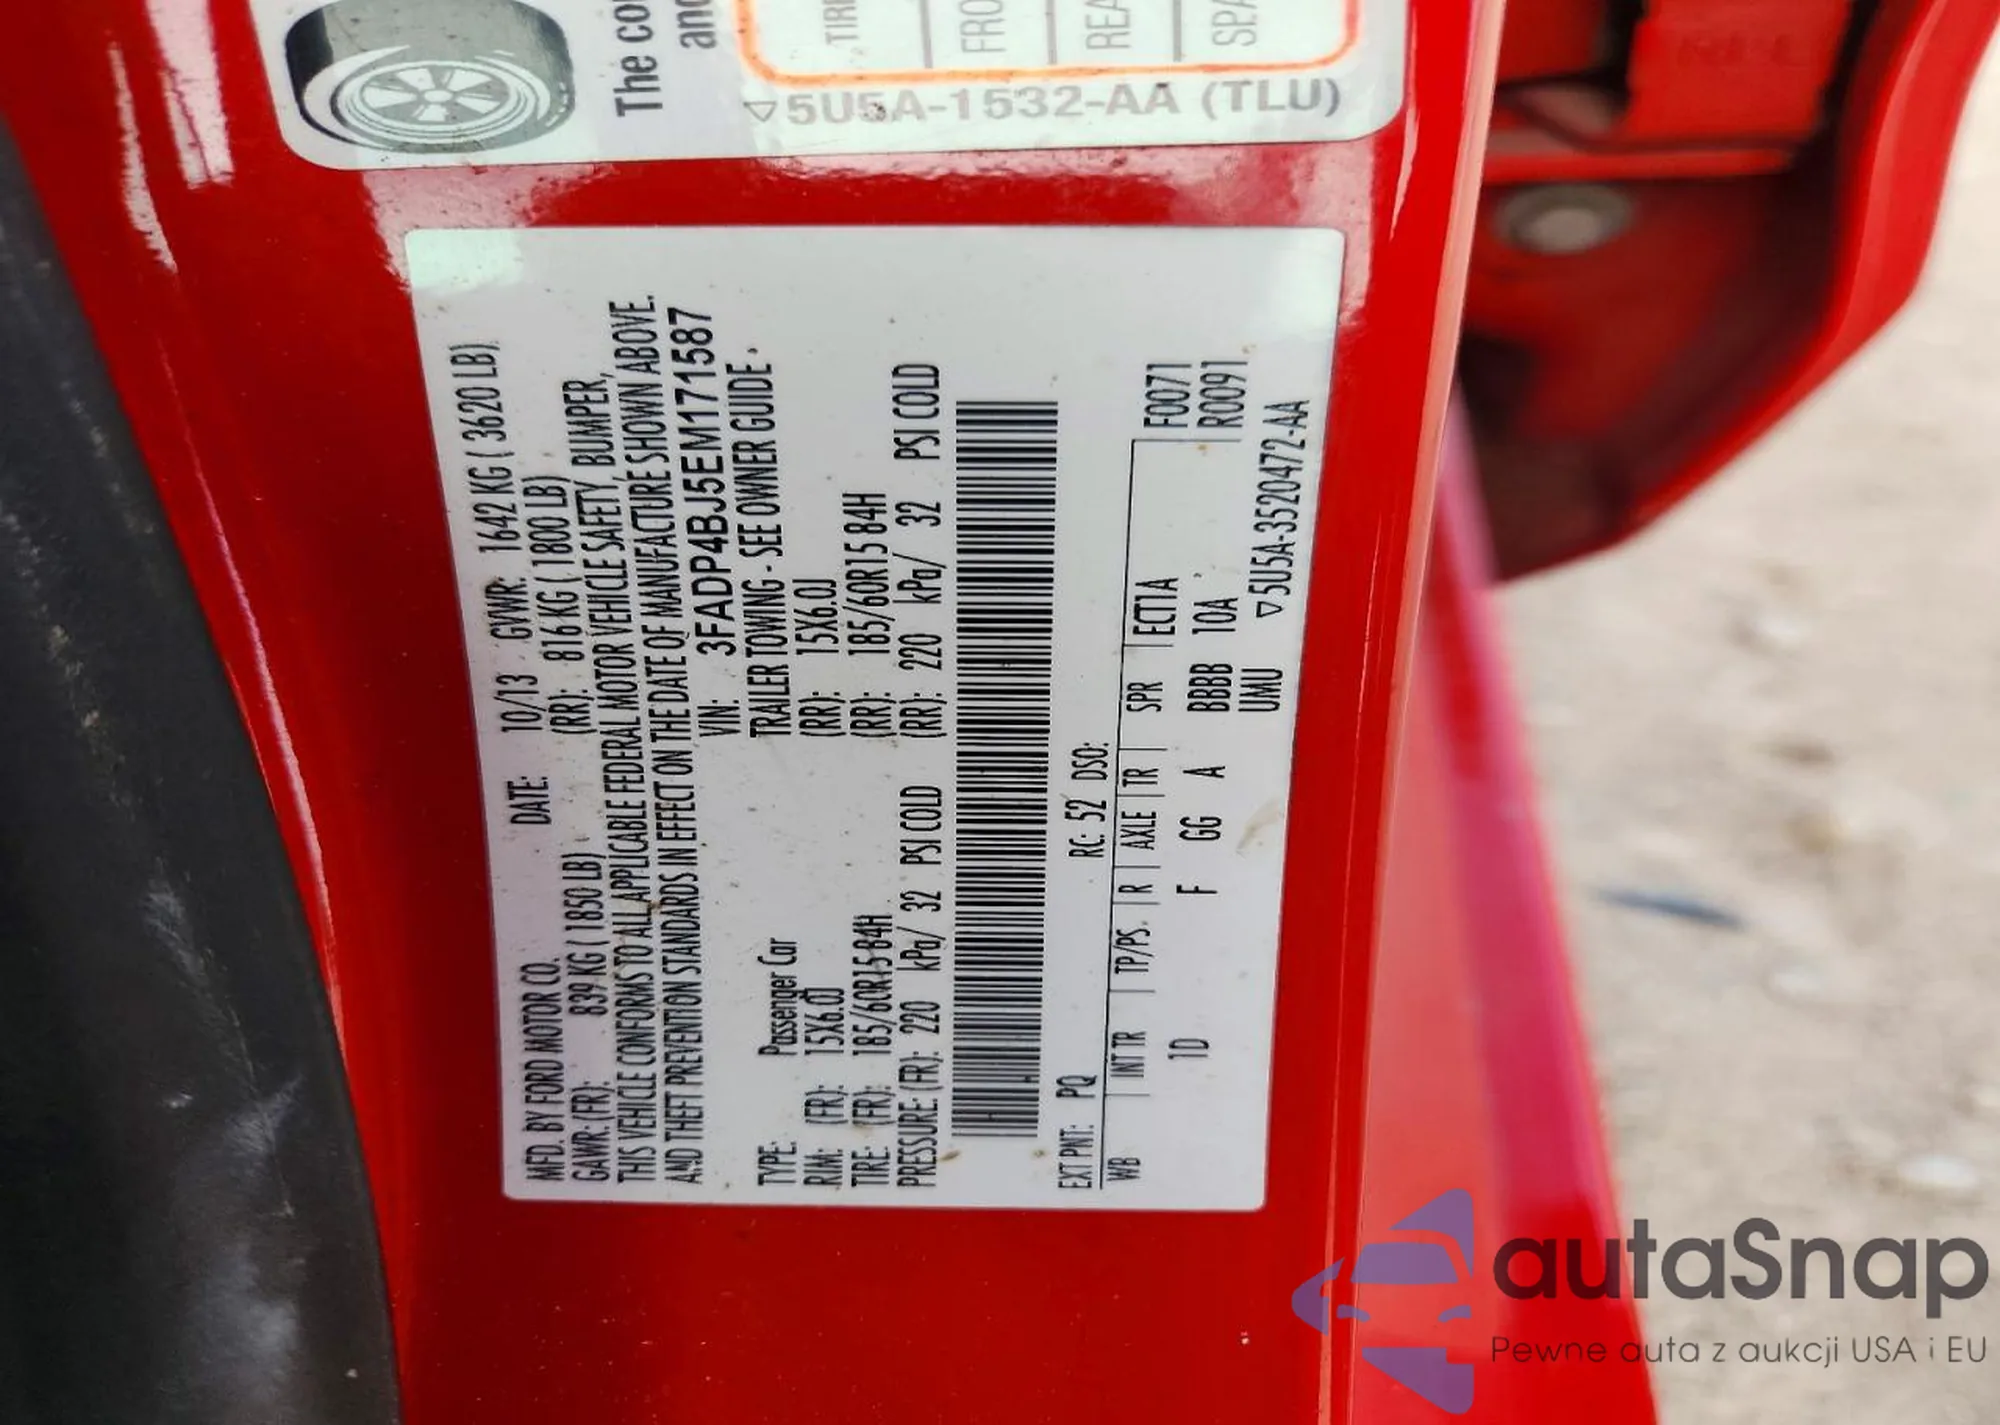 The co
and
TIRE
FRO
REA
SPA
5U5A-1532-AA (TLU)
MFD. BY FORD MOTOR CO. DATE: 10/13 GVWR: 1642 KG ( 3620 LB)
GAWR: (FR): 839 KG ( 1850 LB) (RR): 816 KG ( 1800 LB)
THIS VEHICLE CONFORMS TO ALL APPLICABLE FEDERAL MOTOR VEHICLE SAFETY, BUMPER,
AND THEFT PREVENTION STANDARDS IN EFFECT ON THE DATE OF MANUFACTURE SHOWN ABOVE.
VIN: 3FADP4BJ5EM171587
TYPE: Passenger Car TRAILER TOWING - SEE OWNER GUIDE.
RIM: (FR): 15X6.0J (RR): 15X6.0J
TIRE: (FR): 185/60R15 84H (RR): 185/60R15 84H
PRESSURE: (FR): 220 kPa/ 32 PSI COLD (RR): 220 kPa/ 32 PSI COLD
EXT PNT: PQ RC: 52 DSO:
WB INT TR TP/PS R AXLE TR SPR ECT1A F0071
1D F GG A BBBB 10A R0091
UMU
5U5A-3520472-AA
autaSnap
Pewne auta z aukcji USA i EU